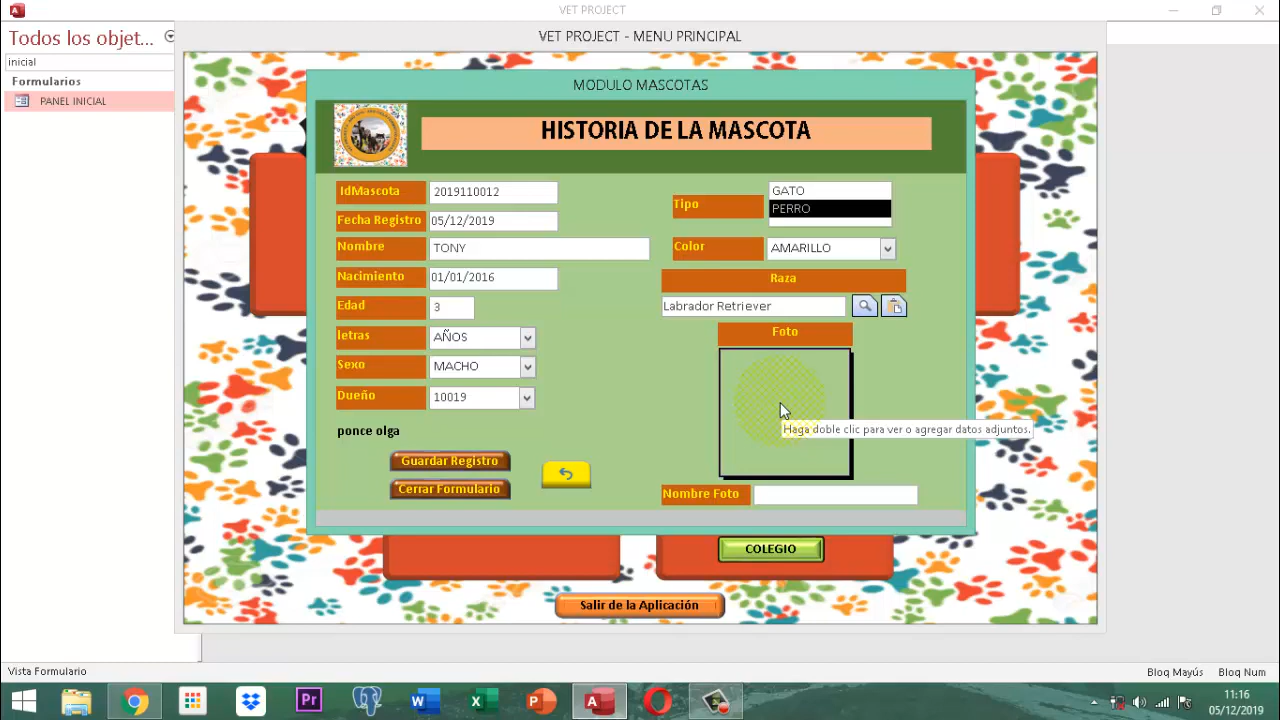 VET PROJECT
Todos los objet...
VET PROJECT - MENU PRINCIPAL
inicial
Formularios
PANEL INICIAL
MODULO MASCOTAS
HISTORIA DE LA MASCOTA
IdMascota 2019110012
Fecha Registro 05/12/2019
Nombre TONY
Nacimiento 01/01/2016
Edad 3
letras AÑOS
Sexo MACHO
Dueño 10019
ponce olga
Guardar Registro
Cerrar Formulario
Tipo GATO
PERRO
Color AMARILLO
Raza
Labrador Retriever
Foto
Haga doble clic para ver o agregar datos adjuntos.
Nombre Foto
COLEGIO
Salir de la Aplicación
Vista Formulario
Bloq Mayús Bloq Num
Pr
11:16
05/12/2019